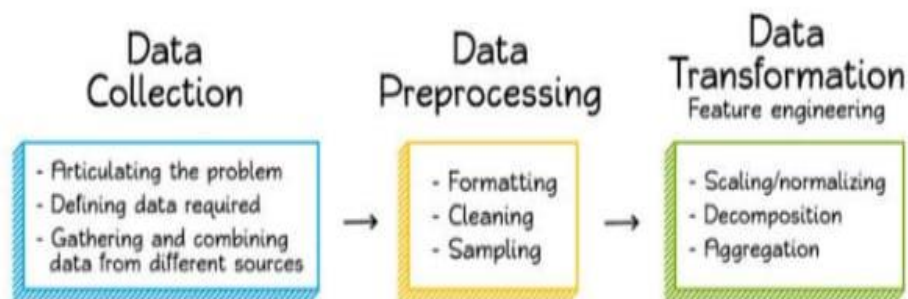 Data
Collection
- Articulating the problem
- Defining data required
- Gathering and combining
data from different sources
→
Data
Preprocessing
- Formatting
- Cleaning
- Sampling
→
Data
Transformation
Feature engineering
- Scaling/normalizing
- Decomposition
- Aggregation